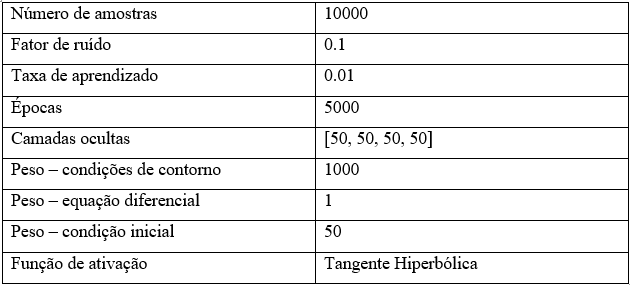 Número de amostras 10000
Fator de ruído 0.1
Taxa de aprendizado 0.01
Épocas 5000
Camadas ocultas [50, 50, 50, 50]
Peso – condições de contorno 1000
Peso – equação diferencial 1
Peso – condição inicial 50
Função de ativação Tangente Hiperbólica